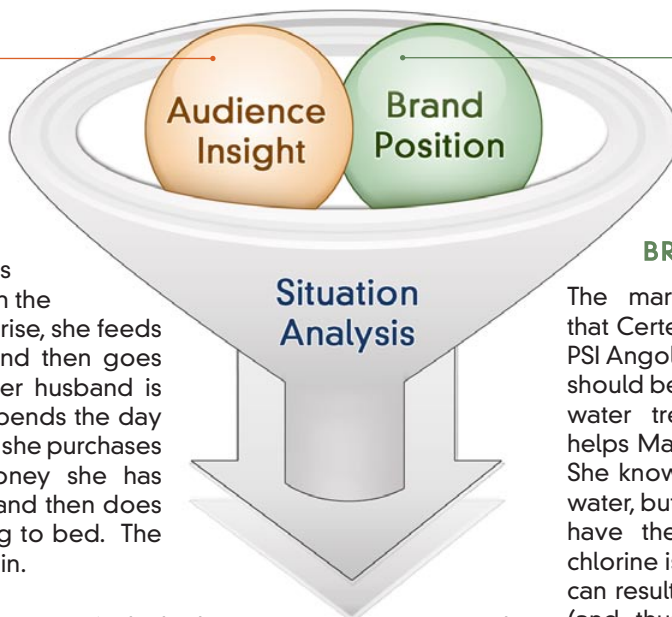 Audience
Insight
Brand
Position
Situation
Analysis
s
n the
rise, she feeds
nd then goes
er husband is
pends the day
she purchases
oney she has
and then does
g to bed. The
in.
BR
The mar
that Certe
PSI Angol
should be
water tre
helps Ma
She know
water, but
have the
chlorine is
can result